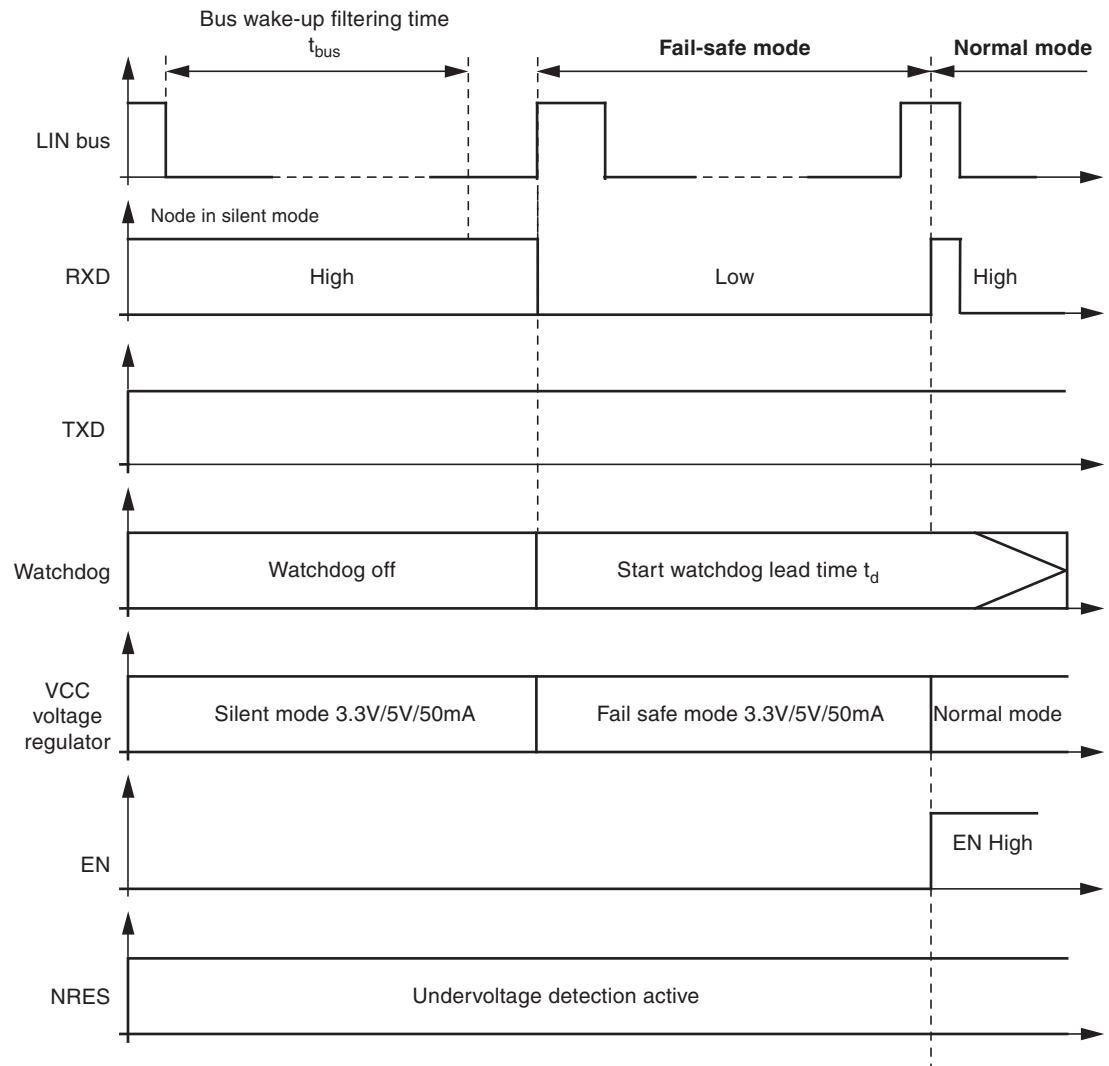 Bus wake-up filtering time
tbus
Fail-safe mode
Normal mode
LIN bus
Node in silent mode
RXD
High
Low
High
TXD
Watchdog
Watchdog off
Start watchdog lead time td
VCC
voltage
regulator
Silent mode 3.3V/5V/50mA
Fail safe mode 3.3V/5V/50mA
Normal mode
EN
EN High
NRES
Undervoltage detection active